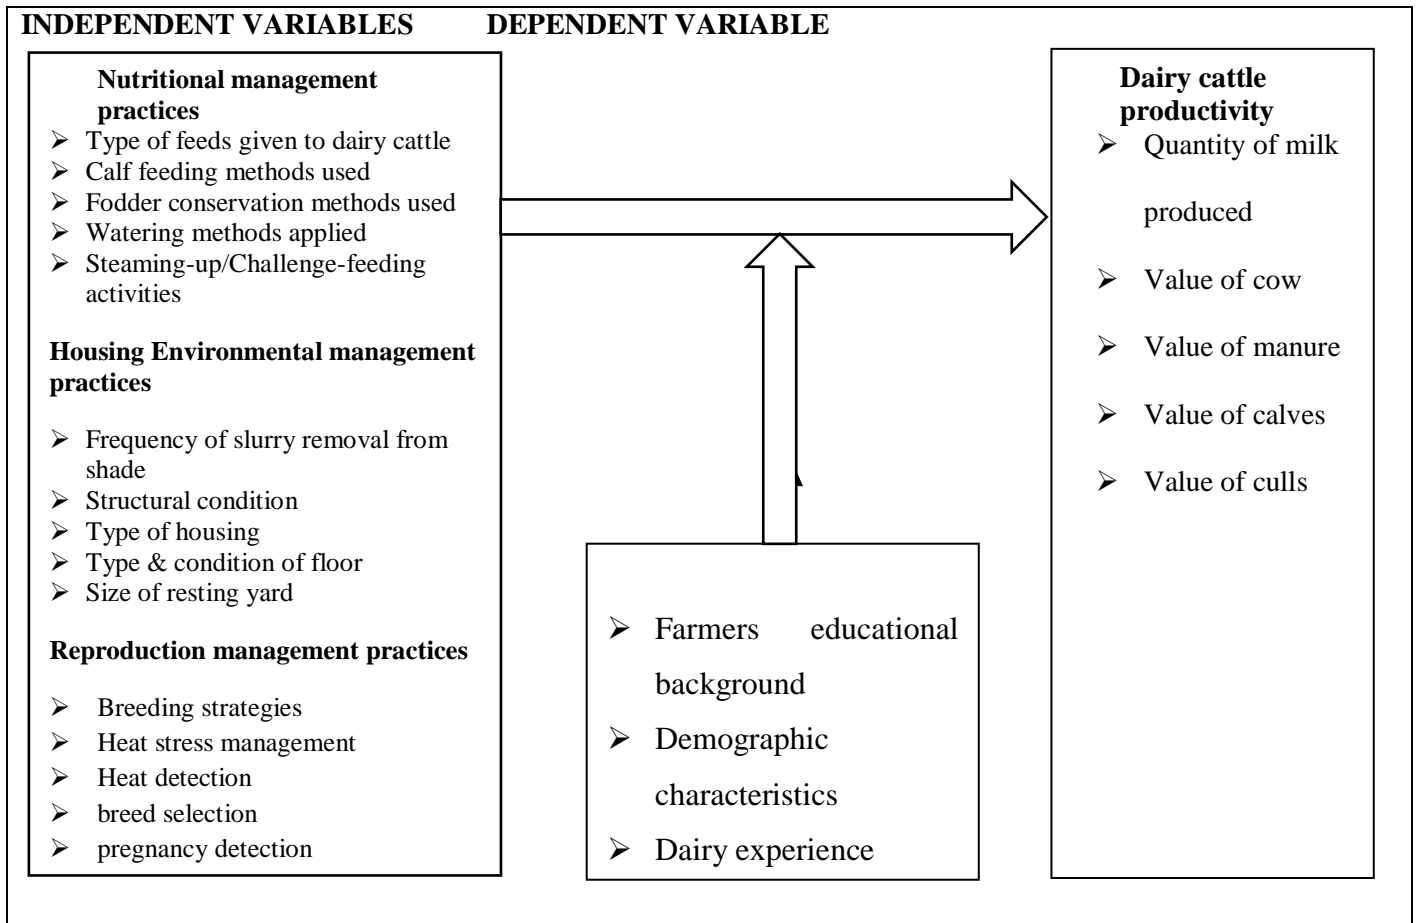 INDEPENDENT VARIABLES DEPENDENT VARIABLE
Nutritional management
practices
➢ Type of feeds given to dairy cattle
➢ Calf feeding methods used
➢ Fodder conservation methods used
➢ Watering methods applied
➢ Steaming-up/Challenge-feeding
activities
Housing Environmental management
practices
➢ Frequency of slurry removal from
shade
➢ Structural condition
➢ Type of housing
➢ Type & condition of floor
➢ Size of resting yard
Reproduction management practices
➢ Breeding strategies
➢ Heat stress management
➢ Heat detection
➢ breed selection
➢ pregnancy detection
➢ Farmers educational
background
➢ Demographic
characteristics
➢ Dairy experience
Dairy cattle
productivity
➢ Quantity of milk
produced
➢ Value of cow
➢ Value of manure
➢ Value of calves
➢ Value of culls